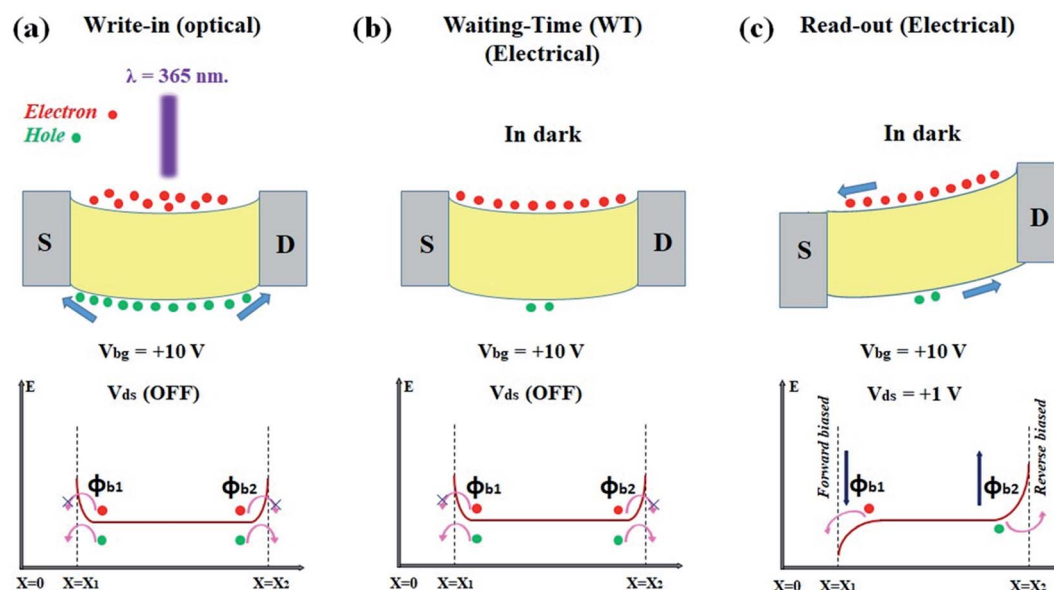 (a) Write-in (optical)
λ = 365 nm.
Electron
Hole
S
D
Vbg = +10 V
Vds (OFF)
E
Φb1
Φb2
X=0
X=X1
X=X2
(b) Waiting-Time (WT)
(Electrical)
In dark
S
D
Vbg = +10 V
Vds (OFF)
E
Φb1
Φb2
X=0
X=X1
X=X2
(c) Read-out (Electrical)
In dark
S
D
Vbg = +10 V
Vds = +1 V
E
Forward biased
Φb1
Φb2
Reverse biased
X=0
X=X1
X=X2